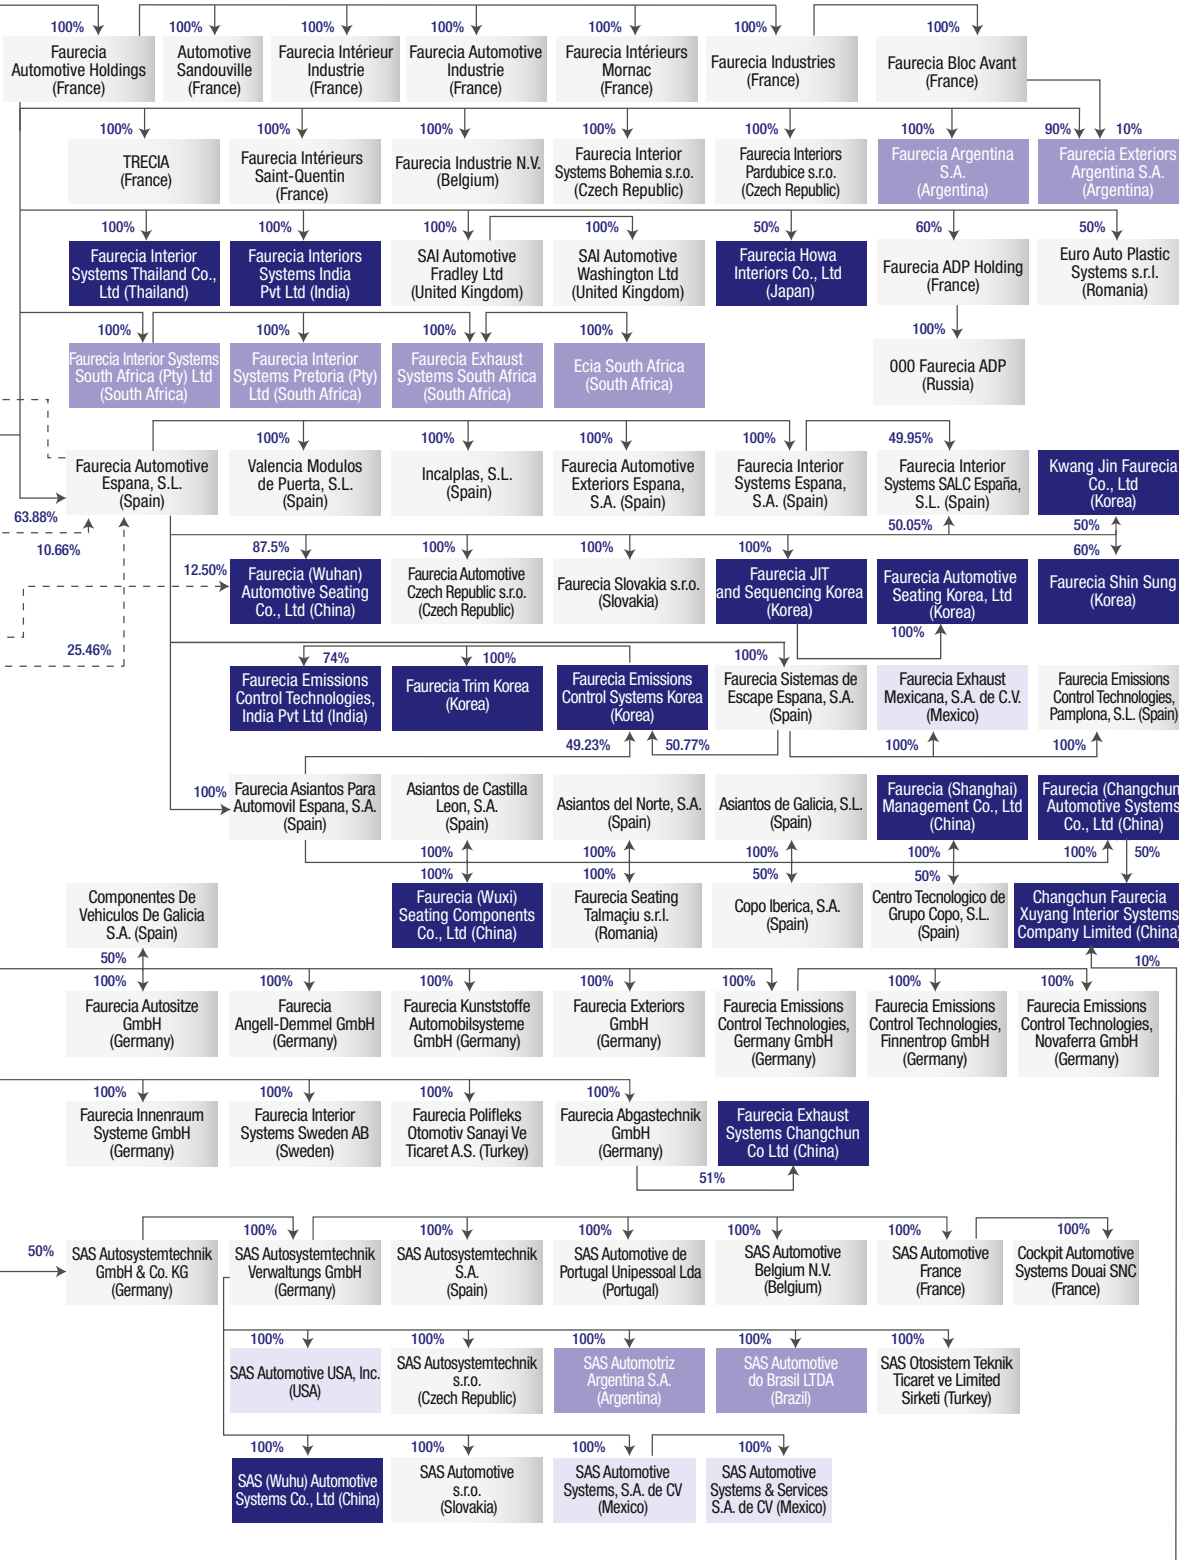 100%
100%
100%
100%
100%
100%
100%
Faurecia
Automotive Holdings
(France)
Automotive
Sandouville
(France)
Faurecia Intérieur
Industrie
(France)
Faurecia Automotive
Industrie
(France)
Faurecia Intérieurs
Mornac
(France)
Faurecia Industries
(France)
Faurecia Bloc Avant
(France)
100%
100%
100%
100%
100%
100%
90%
10%
TRECIA
(France)
Faurecia Intérieurs
Saint-Quentin
(France)
Faurecia Industrie N.V.
(Belgium)
Faurecia Interior
Systems Bohemia s.r.o.
(Czech Republic)
Faurecia Interiors
Pardubice s.r.o.
(Czech Republic)
Faurecia Argentina
S.A.
(Argentina)
Faurecia Exteriors
Argentina S.A.
(Argentina)
100%
100%
100%
100%
50%
60%
50%
Faurecia Interior
Systems Thailand Co.,
Ltd (Thailand)
Faurecia Interiors
Systems India
Pvt Ltd (India)
SAI Automotive
Fradley Ltd
(United Kingdom)
SAI Automotive
Washington Ltd
(United Kingdom)
Faurecia Howa
Interiors Co., Ltd
(Japan)
Faurecia ADP Holding
(France)
Euro Auto Plastic
Systems s.r.l.
(Romania)
100%
100%
100%
100%
100%
Faurecia Interior Systems
South Africa (Pty) Ltd
(South Africa)
Faurecia Interior
Systems Pretoria (Pty)
Ltd (South Africa)
Faurecia Exhaust
Systems South Africa
(South Africa)
Ecia South Africa
(South Africa)
000 Faurecia ADP
(Russia)
100%
100%
100%
100%
49.95%
Faurecia Automotive
Espana, S.L.
(Spain)
Valencia Modulos
de Puerta, S.L.
(Spain)
Incalplas, S.L.
(Spain)
Faurecia Automotive
Exteriors Espana,
S.A. (Spain)
Faurecia Interior
Systems Espana,
S.A. (Spain)
Faurecia Interior
Systems SALC España,
S.L. (Spain)
Kwang Jin Faurecia
Co., Ltd
(Korea)
63.88%
10.66%
50.05%
50%
87.5%
100%
100%
100%
60%
12.50%
Faurecia (Wuhan)
Automotive Seating
Co., Ltd (China)
Faurecia Automotive
Czech Republic s.r.o.
(Czech Republic)
Faurecia Slovakia s.r.o.
(Slovakia)
Faurecia JIT
and Sequencing Korea
(Korea)
Faurecia Automotive
Seating Korea, Ltd
(Korea)
Faurecia Shin Sung
(Korea)
100%
25.46%
74%
100%
100%
Faurecia Emissions
Control Technologies,
India Pvt Ltd (India)
Faurecia Trim Korea
(Korea)
Faurecia Emissions
Control Systems Korea
(Korea)
Faurecia Sistemas de
Escape Espana, S.A.
(Spain)
Faurecia Exhaust
Mexicana, S.A. de C.V.
(Mexico)
Faurecia Emissions
Control Technologies,
Pamplona, S.L. (Spain)
49.23%
50.77%
100%
100%
100%
Faurecia Asiantos Para
Automovil Espana, S.A.
(Spain)
Asiantos de Castilla
Leon, S.A.
(Spain)
Asiantos del Norte, S.A.
(Spain)
Asiantos de Galicia, S.L.
(Spain)
Faurecia (Shanghai)
Management Co., Ltd
(China)
Faurecia (Changchun
Automotive Systems
Co., Ltd (China)
100%
100%
100%
100%
100%
50%
100%
100%
50%
50%
Componentes De
Vehiculos De Galicia
S.A. (Spain)
Faurecia (Wuxi)
Seating Components
Co., Ltd (China)
Faurecia Seating
Talmaçiu s.r.l.
(Romania)
Copo Iberica, S.A.
(Spain)
Centro Tecnologico de
Grupo Copo, S.L.
(Spain)
Changchun Faurecia
Xuyang Interior Systems
Company Limited (China)
50%
10%
100%
100%
100%
100%
100%
100%
100%
Faurecia Autositze
GmbH
(Germany)
Faurecia
Angell-Demmel GmbH
(Germany)
Faurecia Kunststoffe
Automobilsysteme
GmbH (Germany)
Faurecia Exteriors
GmbH
(Germany)
Faurecia Emissions
Control Technologies,
Germany GmbH
(Germany)
Faurecia Emissions
Control Technologies,
Finnentrop GmbH
(Germany)
Faurecia Emissions
Control Technologies,
Novaferra GmbH
(Germany)
100%
100%
100%
100%
Faurecia Innenraum
Systeme GmbH
(Germany)
Faurecia Interior
Systems Sweden AB
(Sweden)
Faurecia Polifleks
Otomotiv Sanayi Ve
Ticaret A.S. (Turkey)
Faurecia Abgastechnik
GmbH
(Germany)
Faurecia Exhaust
Systems Changchun
Co Ltd (China)
51%
50%
100%
100%
100%
100%
100%
100%
SAS Autosystemtechnik
GmbH & Co. KG
(Germany)
SAS Autosystemtechnik
Verwaltungs GmbH
(Germany)
SAS Autosystemtechnik
S.A.
(Spain)
SAS Automotive de
Portugal Unipessoal Lda
(Portugal)
SAS Automotive
Belgium N.V.
(Belgium)
SAS Automotive
France
(France)
Cockpit Automotive
Systems Douai SNC
(France)
100%
100%
100%
100%
100%
SAS Automotive USA, Inc.
(USA)
SAS Autosystemtechnik
s.r.o.
(Czech Republic)
SAS Automotriz
Argentina S.A.
(Argentina)
SAS Automotive
do Brasil LTDA
(Brazil)
SAS Otosistem Teknik
Ticaret ve Limited
Sirketi (Turkey)
100%
100%
100%
100%
SAS (Wuhu) Automotive
Systems Co., Ltd (China)
SAS Automotive
s.r.o.
(Slovakia)
SAS Automotive
Systems, S.A. de CV
(Mexico)
SAS Automotive
Systems & Services
S.A. de CV (Mexico)